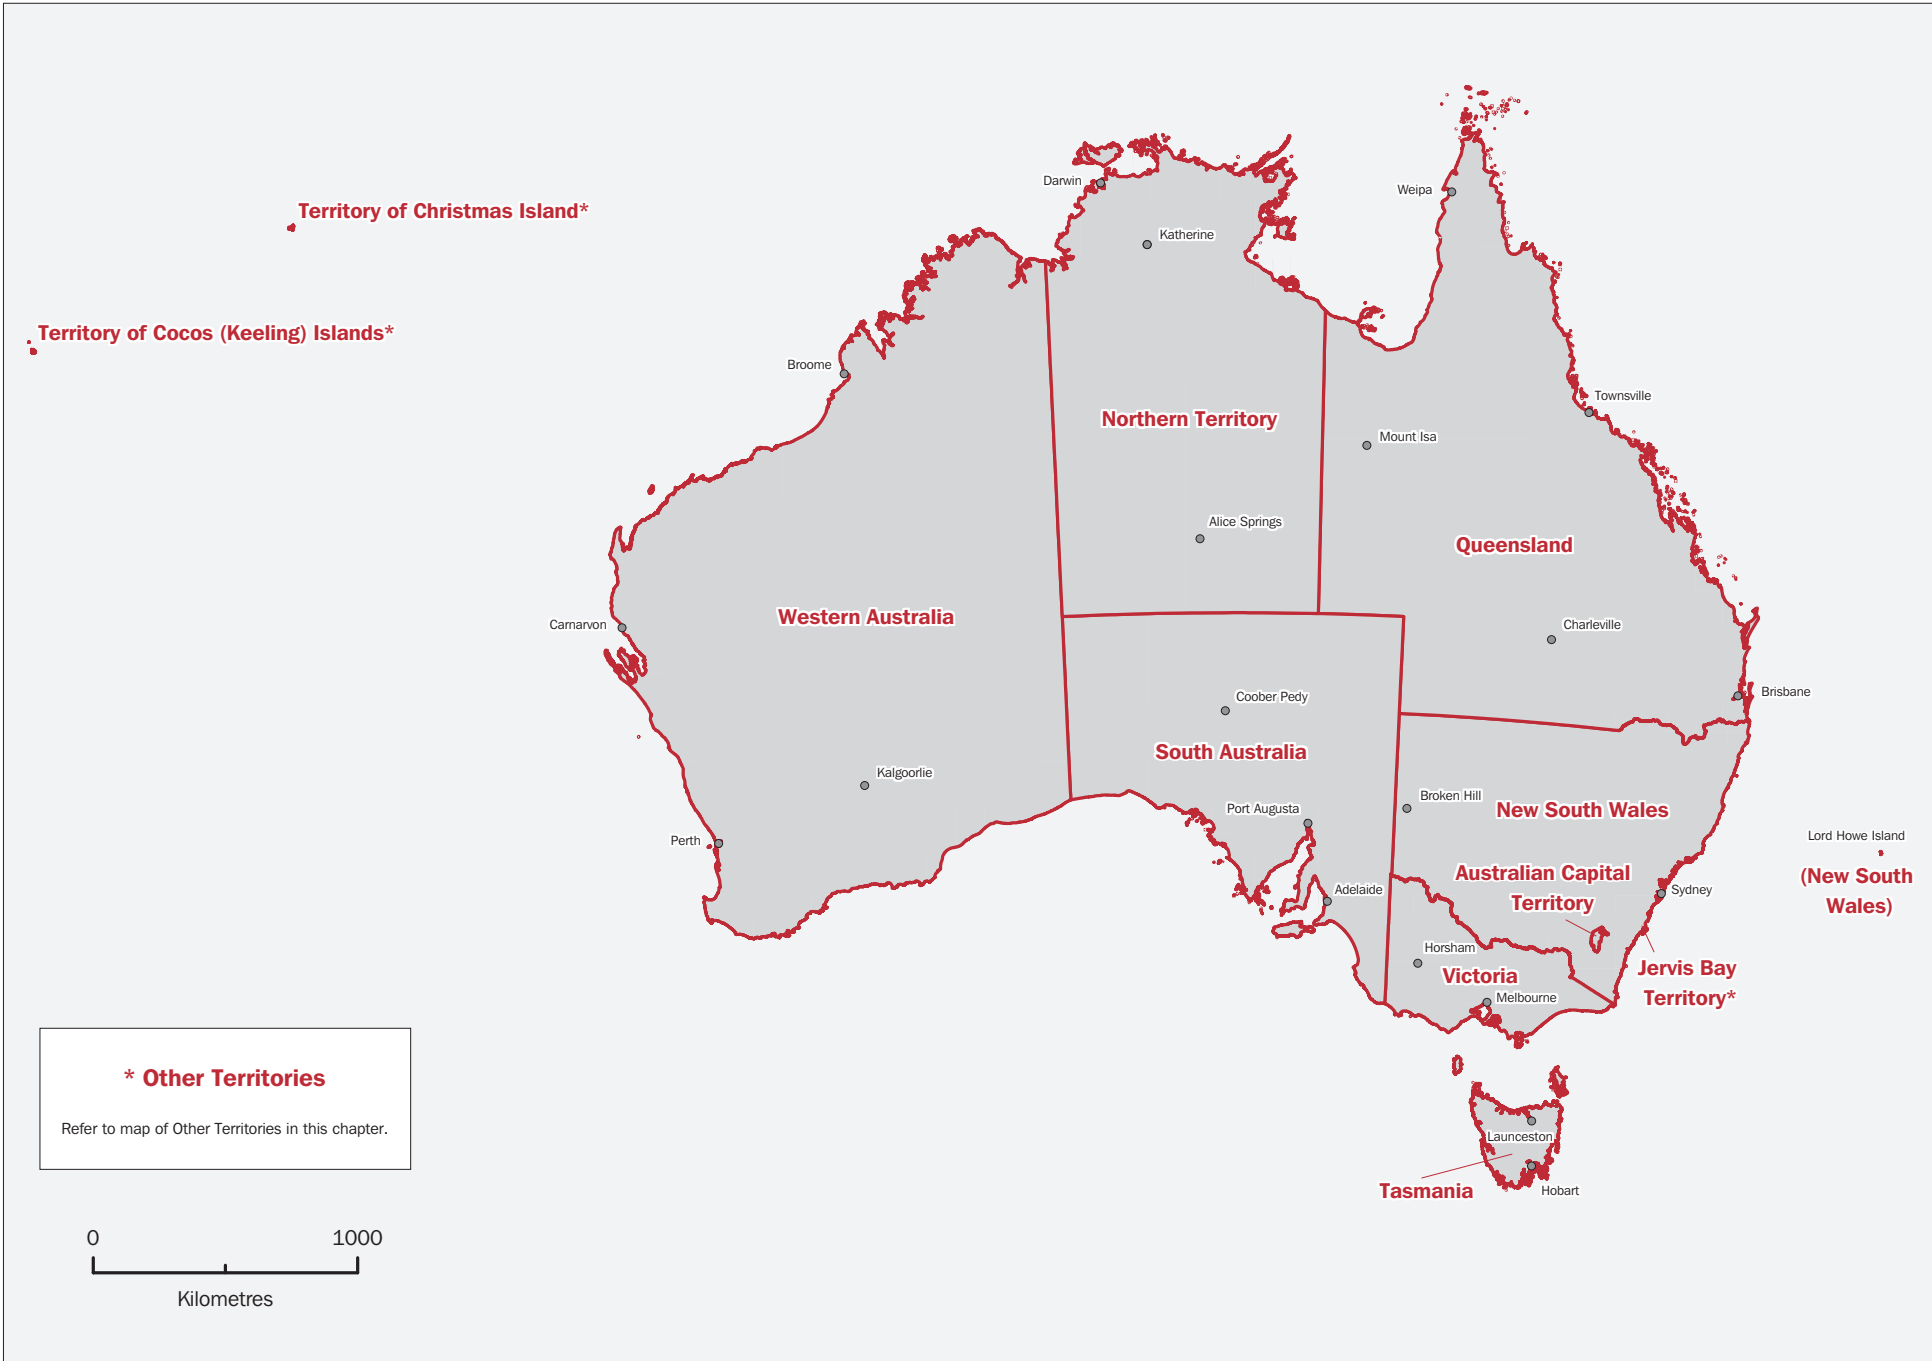 Darwin
Weipa
Territory of Christmas Island*
Katherine
Territory of Cocos (Keeling) Islands*
Broome
Townsville
Northern Territory
Mount Isa
Alice Springs
Queensland
Western Australia
Carnarvon
Charleville
Coober Pedy
Brisbane
South Australia
Kalgoorlie
Broken Hill
Port Augusta
New South Wales
Lord Howe Island
(New South
Wales)
Perth
Australian Capital
Territory
Adelaide
Sydney
Horsham
Victoria
Jervis Bay
Territory*
Melbourne
* Other Territories
Refer to map of Other Territories in this chapter.
Launceston
Tasmania
Hobart
0 1000
Kilometres